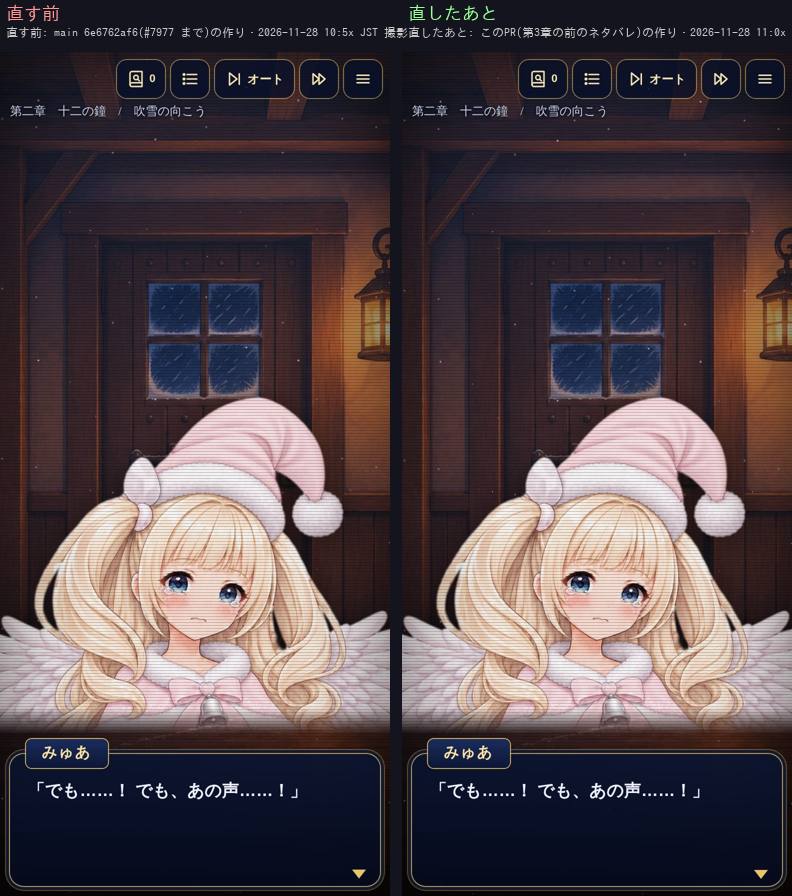 直す前
直す前: main 6e6762af6(#7977 まで)の作り・2026-11-28 10:5x JST 撮影
0
オート
第二章 十二の鐘 / 吹雪の向こう
みゅあ
「でも……！ でも、あの声……！」
直したあと
直したあと: このPR(第3章の前のネタバレ)の作り・2026-11-28 11:0x
0
オート
第二章 十二の鐘 / 吹雪の向こう
みゅあ
「でも……！ でも、あの声……！」